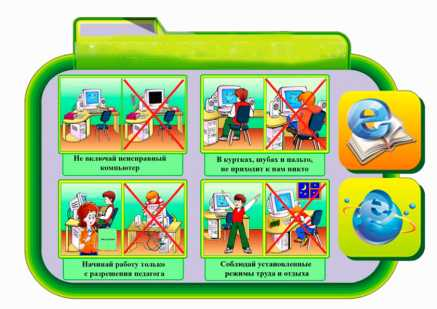 Не включай неисправный
компьютер
В куртках, шубах и пальто,
не приходит к нам никто
Начинай работу только
с разрешения педагога
Соблюдай установленные
режимы труда и отдыха